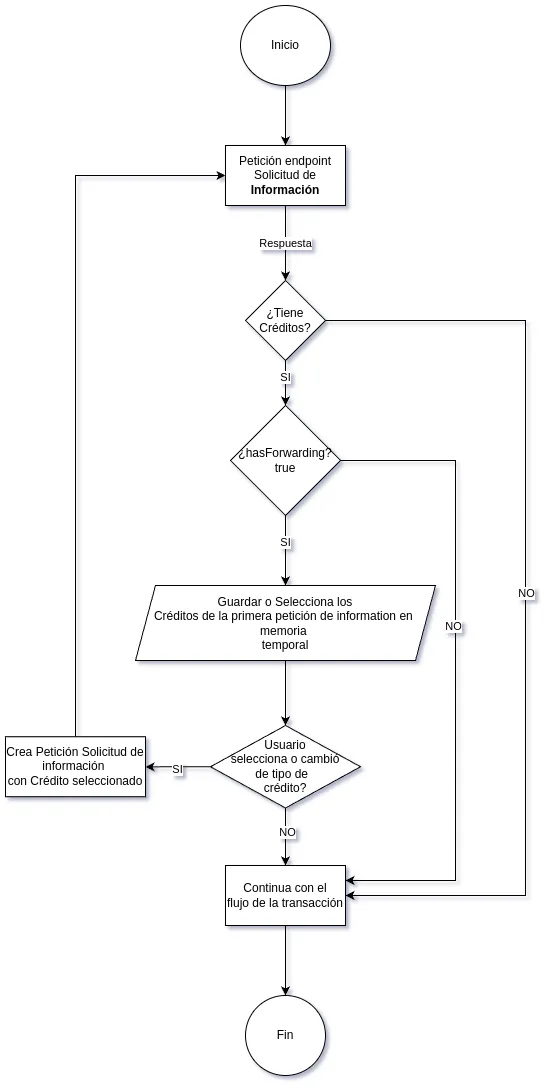 Inicio
Petición endpoint
Solicitud de
Información
Respuesta
¿Tiene
Créditos?
SI
¿hasForwarding?
true
SI
NO
NO
Guardar o Selecciona los
Créditos de la primera petición de information en
memoria
temporal
Usuario
selecciona o cambió
de tipo de
crédito?
SI
Crea Petición Solicitud de
información
con Crédito seleccionado
NO
Continua con el
flujo de la transacción
Fin